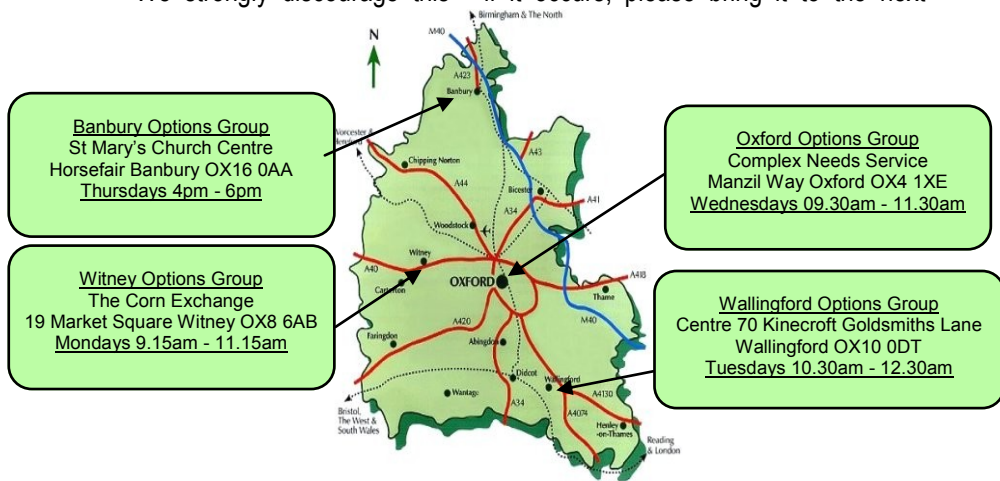 We strongly discourage this - if it occurs, please bring it to the next
Birmingham & The North
N
M40
A423
Banbury
Banbury Options Group
St Mary's Church Centre
Horsefair Banbury OX16 0AA
Thursdays 4pm - 6pm
Oxford Options Group
Complex Needs Service
Manzil Way Oxford OX4 1XE
Wednesdays 09.30am - 11.30am
Worcester &
Chipping Norton
A43
A44
Bicester
A34
A41
Woodstock
Witney Options Group
The Corn Exchange
19 Market Square Witney OX8 6AB
Mondays 9.15am - 11.15am
Witney
A40
Carterton
OXFORD
A418
Thame
M40
Wallingford Options Group
Centre 70 Kinecroft Goldsmiths Lane
Wallingford OX10 0DT
Tuesdays 10.30am - 12.30am
A420
Faringdon
Abingdon
Didcot
Wallingford
Wantage
A34
A4130
A4074
Henley
-on-Thames
Bristol,
The West &
South Wales
Reading
& London